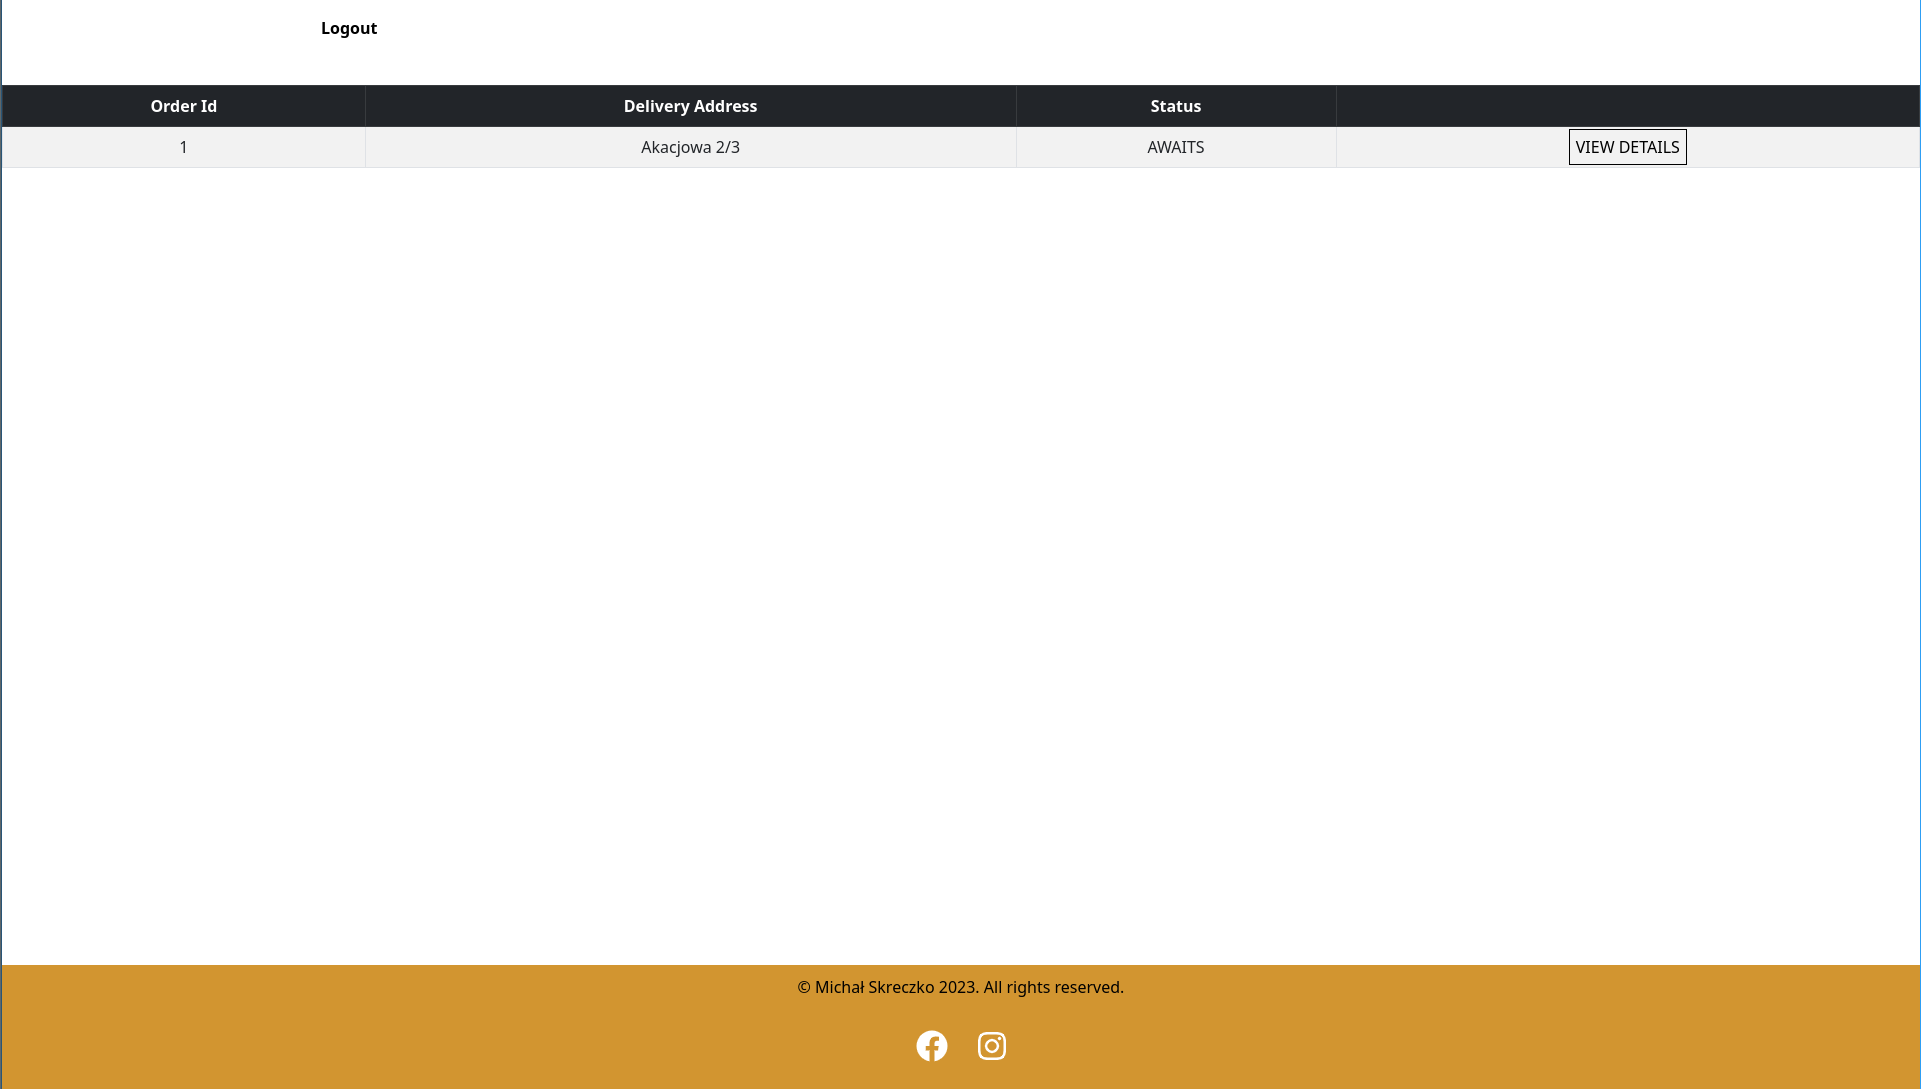 Logout
Order Id Delivery Address Status
1 Akacjowa 2/3 AWAITS VIEW DETAILS
© Michał Skreczko 2023. All rights reserved.